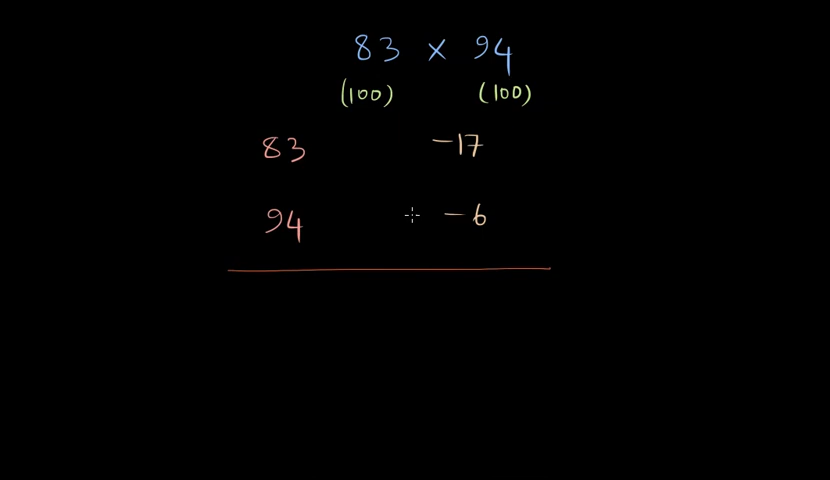 83 × 94
(100) (100)
83 -17
94 -6